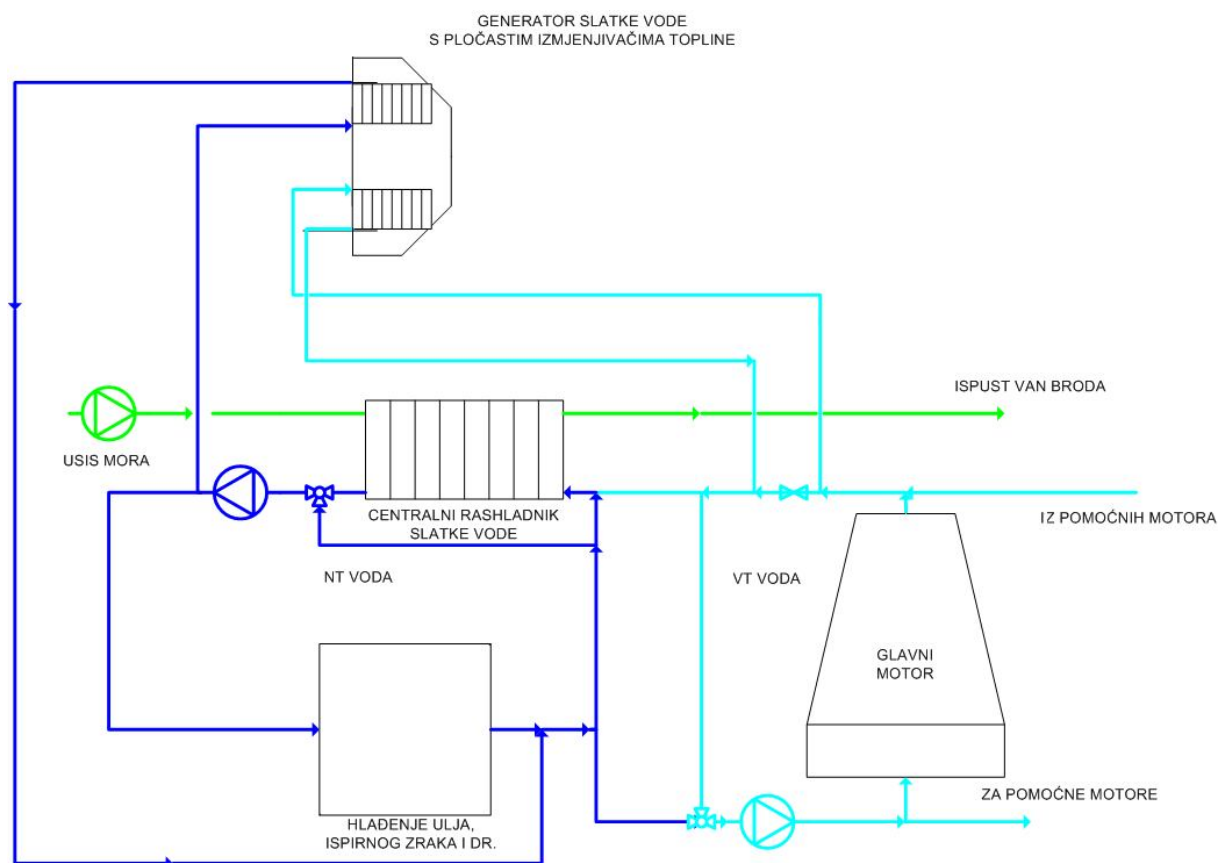 GENERATOR SLATKE VODE
S PLOČASTIM IZMJENJIVAČIMA TOPLINE
ISPUST VAN BRODA
USIS MORA
CENTRALNI RASHLADNIK
SLATKE VODE
IZ POMOĆNIH MOTORA
NT VODA
VT VODA
GLAVNI
MOTOR
ZA POMOĆNE MOTORE
HLAĐENJE ULJA,
ISPIRNOG ZRAKA I DR.